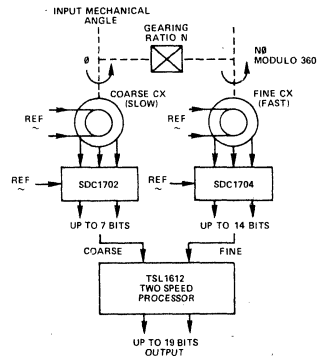 INPUT MECHANICAL
ANGLE
GEARING
RATIO N
Ø
NØ
MODULO 360
COARSE CX
(SLOW)
FINE CX
(FAST)
REF
~
REF
~
REF
~
SDC1702
REF
~
SDC1704
UP TO 7 BITS
UP TO 14 BITS
COARSE
FINE
TSL1612
TWO SPEED
PROCESSOR
UP TO 19 BITS
OUTPUT